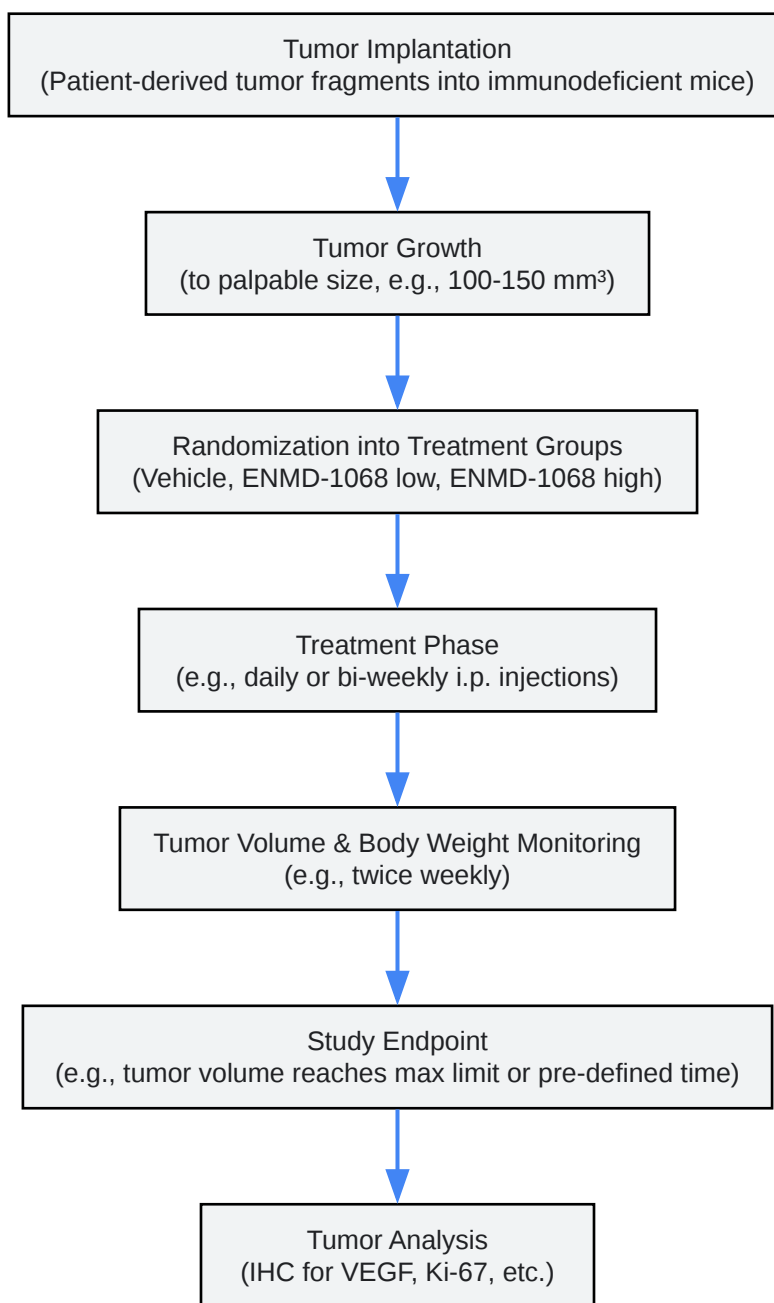 Tumor Implantation
(Patient-derived tumor fragments into immunodeficient mice)
Tumor Growth
(to palpable size, e.g., 100-150 mm³)
Randomization into Treatment Groups
(Vehicle, ENMD-1068 low, ENMD-1068 high)
Treatment Phase
(e.g., daily or bi-weekly i.p. injections)
Tumor Volume & Body Weight Monitoring
(e.g., twice weekly)
Study Endpoint
(e.g., tumor volume reaches max limit or pre-defined time)
Tumor Analysis
(IHC for VEGF, Ki-67, etc.)